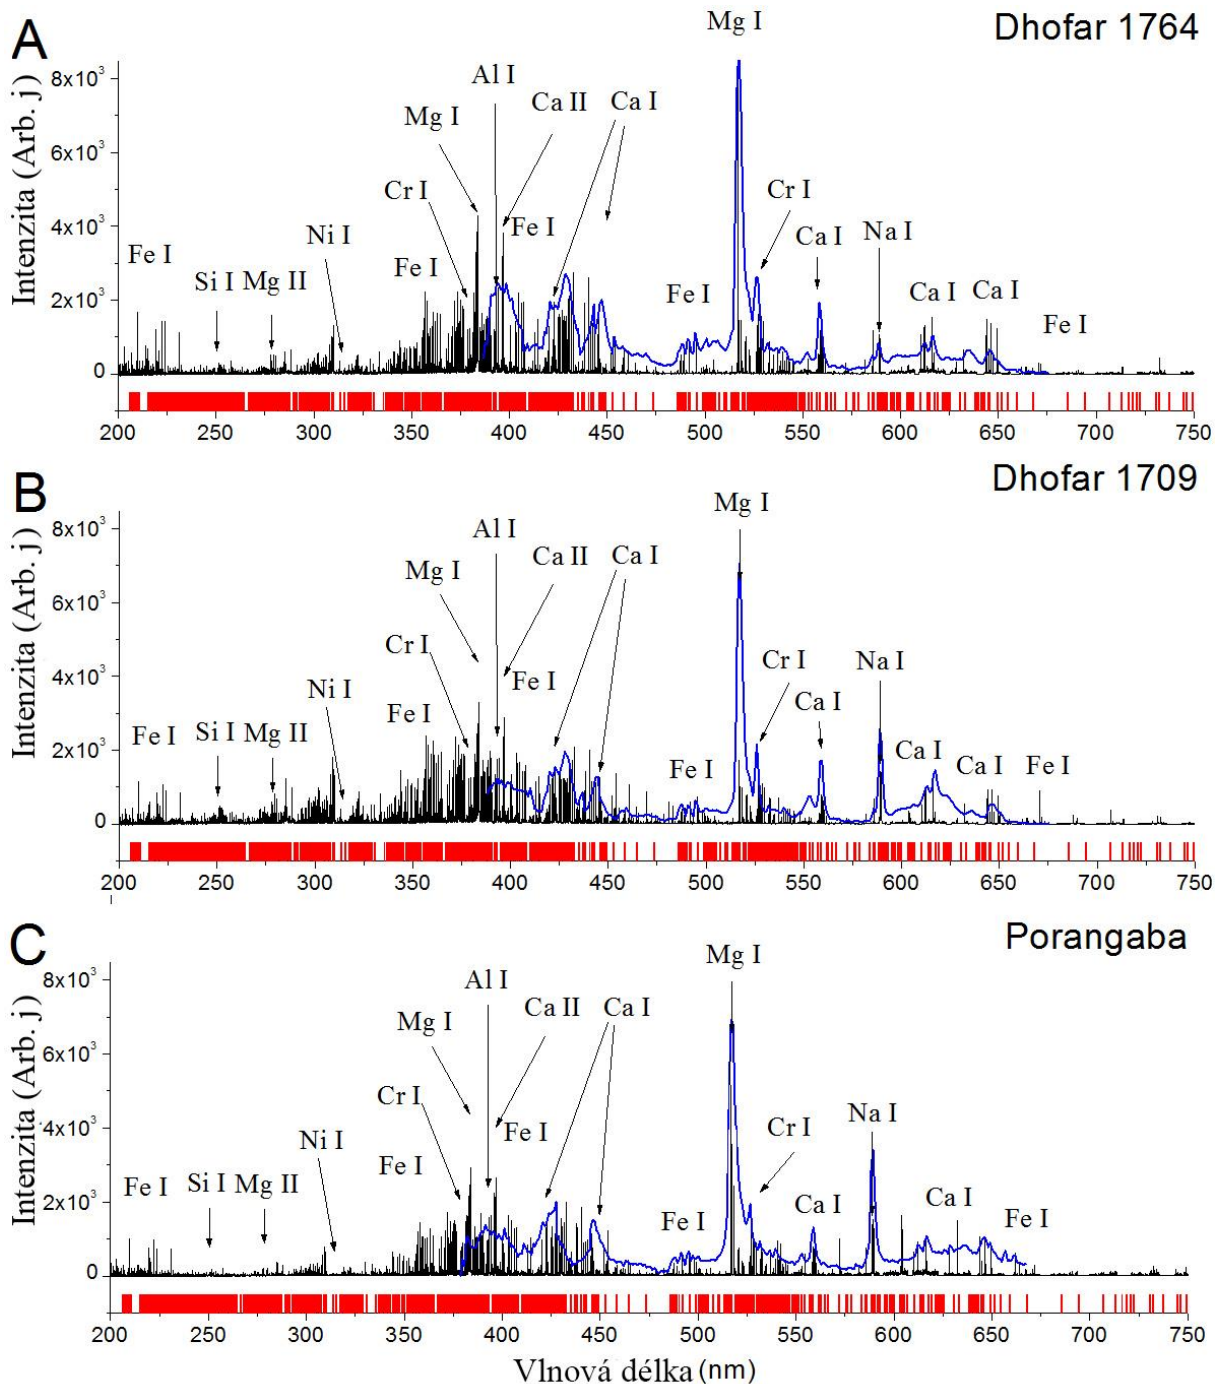 A
Dhofar 1764
Mg I
8x10³
Al I
Ca II
Ca I
Mg I
6x10³
Cr I
Cr I
Fe I
Ca I
Na I
4x10³
Ni I
Fe I
Fe I
Si I
Mg II
Fe I
Ca I
Ca I
Fe I
2x10³
0
Intenzita (Arb. j)
200 250 300 350 400 450 500 550 600 650 700 750
B
Dhofar 1709
Mg I
8x10³
Al I
Ca II
Ca I
Mg I
6x10³
Cr I
Cr I
Na I
Fe I
Ca I
4x10³
Ni I
Fe I
Fe I
Si I
Mg II
Fe I
Ca I
Ca I
Fe I
2x10³
0
Intenzita (Arb. j)
200 250 300 350 400 450 500 550 600 650 700 750
C
Porangaba
Mg I
8x10³
Al I
Ca II
Ca I
Mg I
6x10³
Cr I
Na I
Cr I
Fe I
4x10³
Ni I
Fe I
Fe I
Si I
Mg II
Fe I
Ca I
Ca I
Fe I
2x10³
0
Intenzita (Arb. j)
200 250 300 350 400 450 500 550 600 650 700 750
Vlnová délka (nm)